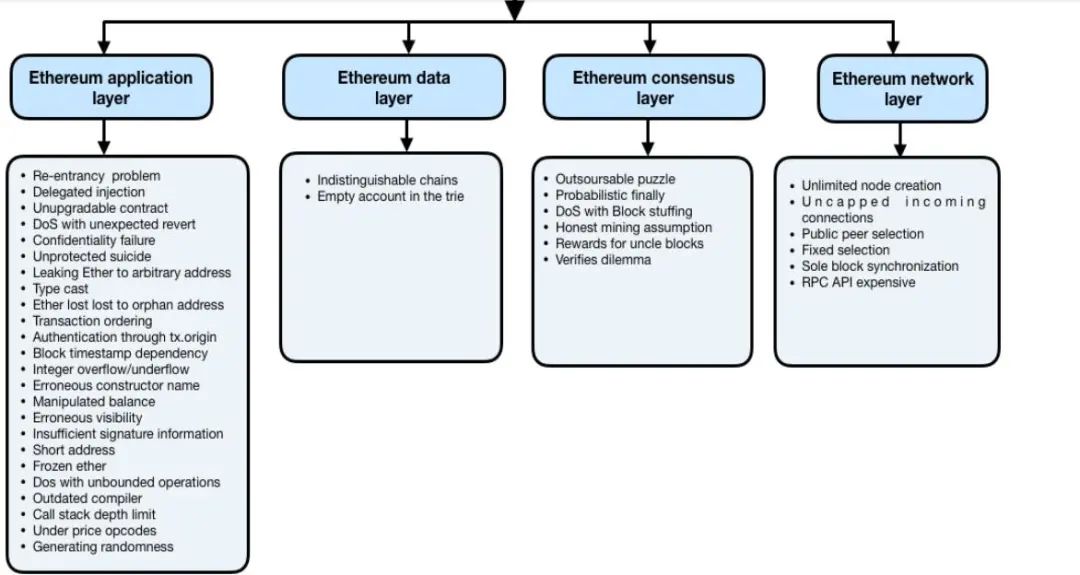 Ethereum application
layer
Ethereum data
layer
Ethereum consensus
layer
Ethereum network
layer
• Re-entrancy problem
• Delegated injection
• Unupgradable contract
• DoS with unexpected revert
• Confidentiality failure
• Unprotected suicide
• Leaking Ether to arbitrary address
• Type cast
• Ether lost lost to orphan address
• Transaction ordering
• Authentication through tx.origin
• Block timestamp dependency
• Integer overflow/underflow
• Erroneous constructor name
• Manipulated balance
• Erroneous visibility
• Insufficient signature information
• Short address
• Frozen ether
• Dos with unbounded operations
• Outdated compiler
• Call stack depth limit
• Under price opcodes
• Generating randomness
• Indistinguishable chains
• Empty account in the trie
• Outsoursable puzzle
• Probabilistic finally
• DoS with Block stuffing
• Honest mining assumption
• Rewards for uncle blocks
• Verifies dilemma
• Unlimited node creation
• Uncapped incoming
connections
• Public peer selection
• Fixed selection
• Sole block synchronization
• RPC API expensive